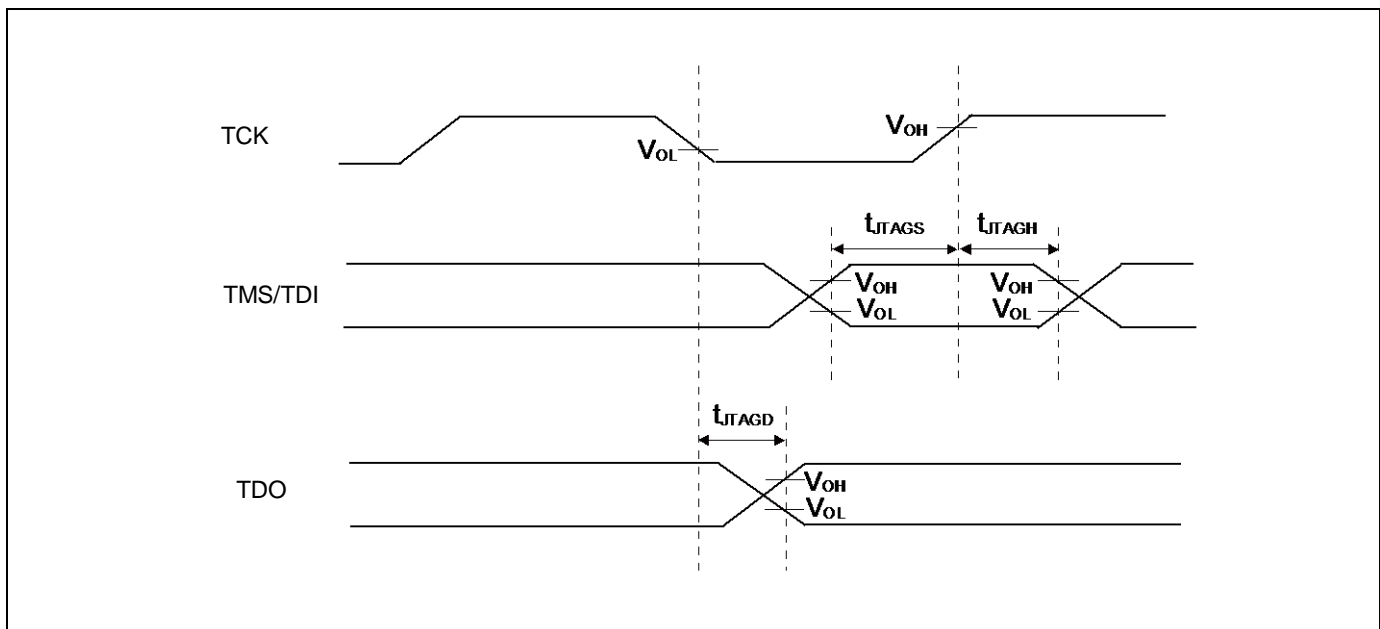 TCK
VOL
VOH
tJTAGS
tJTAGH
TMS/TDI
VOH
VOL
VOH
VOL
tJTAGD
TDO
VOH
VOL